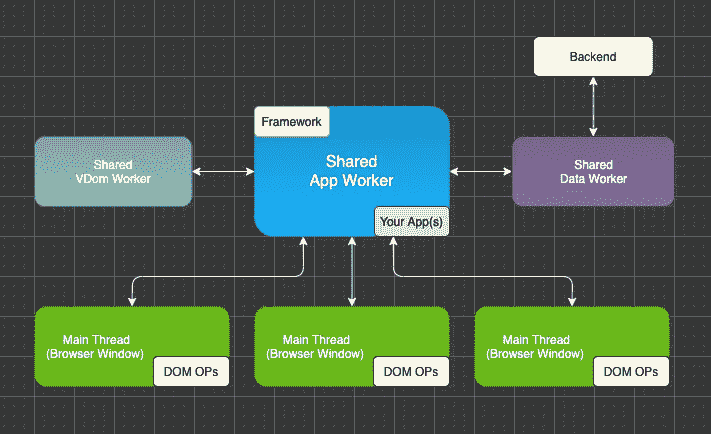 Backend
Framework
Shared
VDom Worker
Shared
App Worker
Shared
Data Worker
Your App(s)
Main Thread
(Browser Window)
DOM OPs
Main Thread
(Browser Window)
DOM OPs
Main Thread
(Browser Window)
DOM OPs